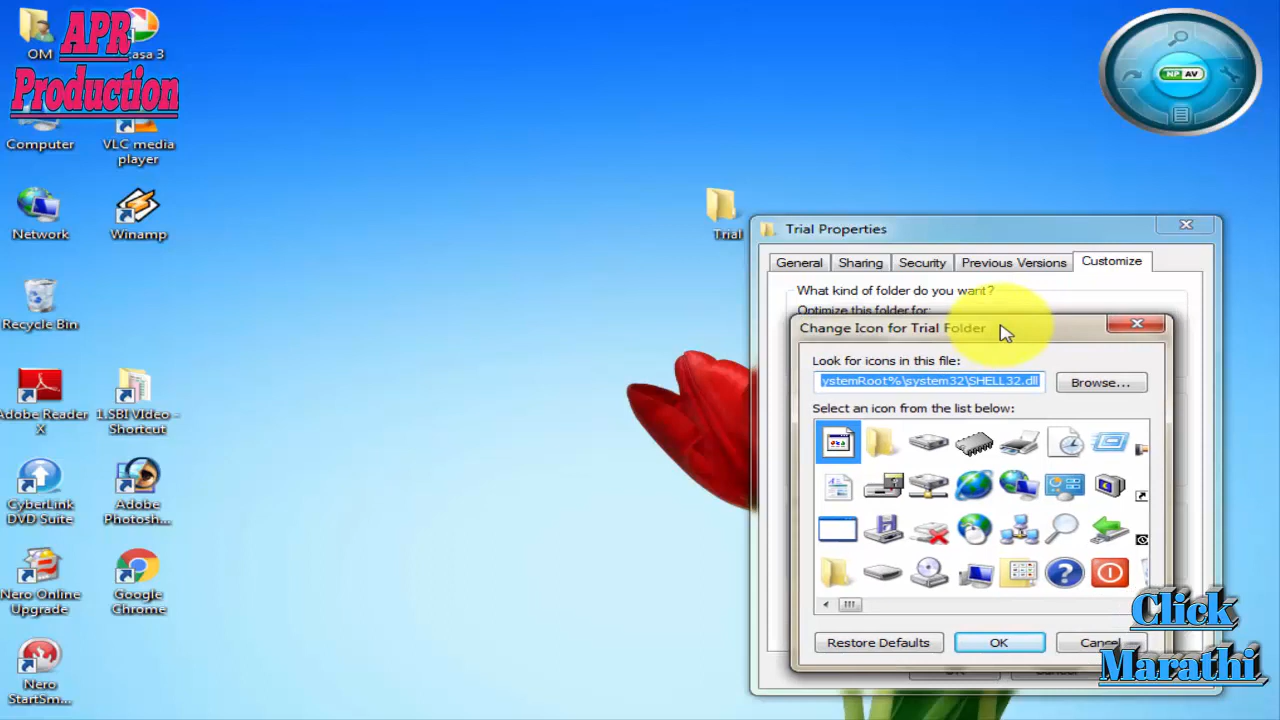 APR
Production
OM
asa 3
Computer
VLC media
player
Network
Winamp
Recycle Bin
Adobe Reader
X
1.SBI Video -
Shortcut
CyberLink
DVD Suite
Adobe
Photosh...
Nero Online
Upgrade
Google
Chrome
Nero
StartSm...
NP AV
Trial
Trial Properties
General
Sharing
Security
Previous Versions
Customize
What kind of folder do you want?
Optimize this folder for:
Change Icon for Trial Folder
Look for icons in this file:
ystemRoot%\system32\SHELL32.dll
Browse...
Select an icon from the list below:
Restore Defaults
OK
Cancel
Click
Marathi